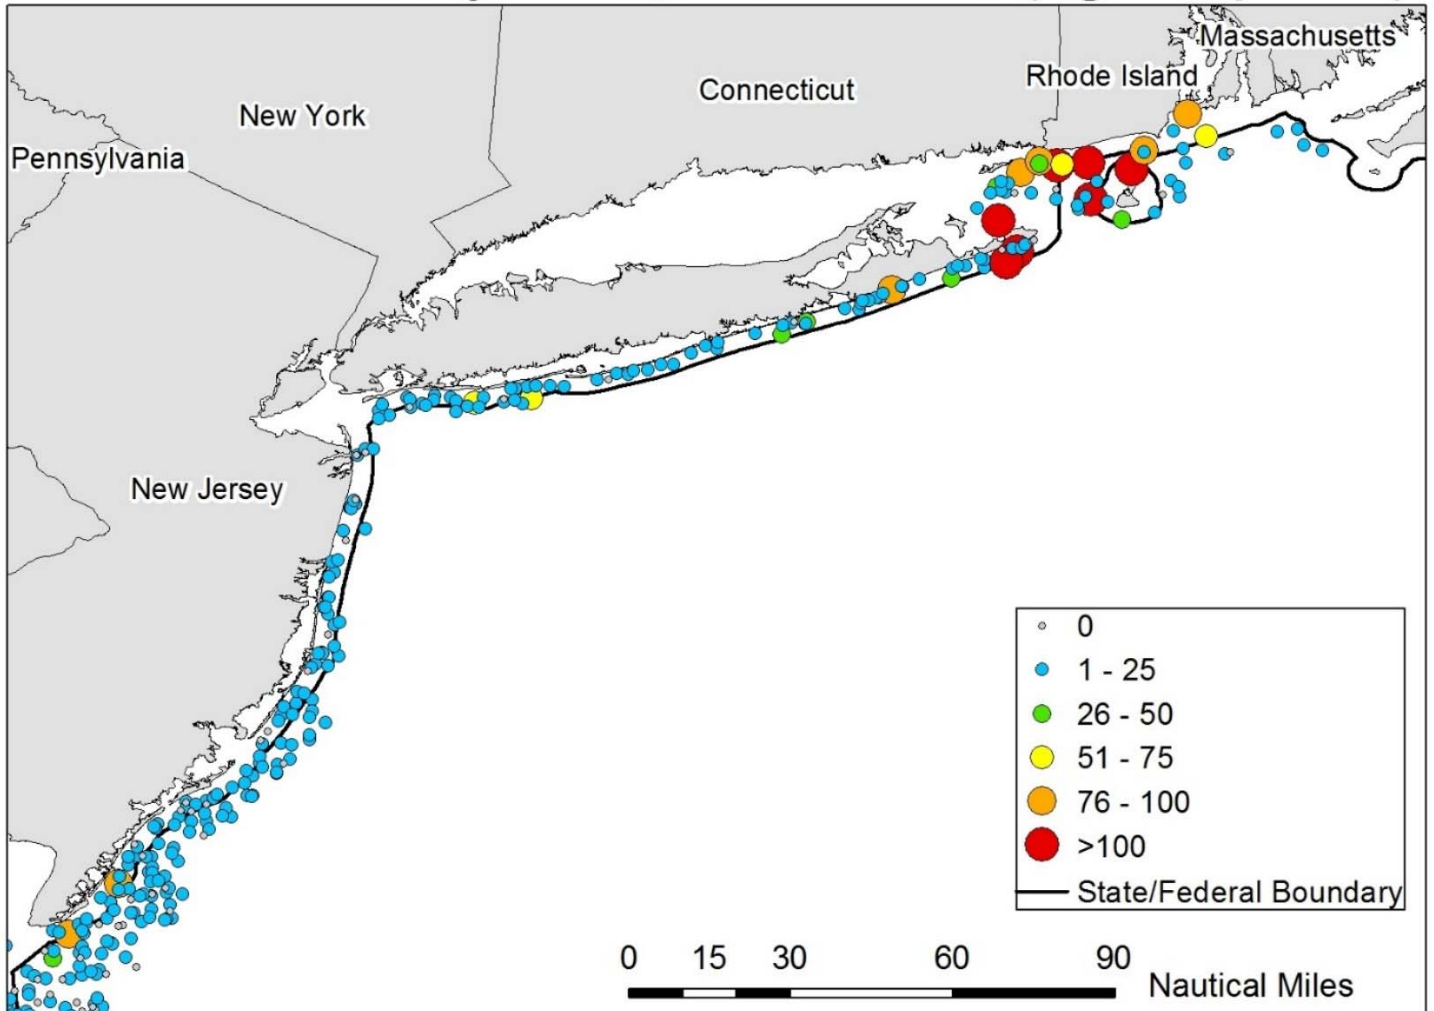 Massachusetts
Rhode Island
Connecticut
New York
Pennsylvania
New Jersey
0
1 - 25
26 - 50
51 - 75
76 - 100
>100
State/Federal Boundary
0 15 30 60 90
Nautical Miles